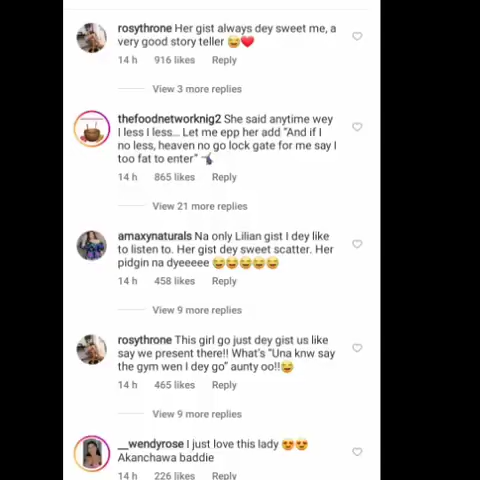 rosythrone Her gist always dey sweet me, a
very good story teller 😂❤️
14 h 916 likes Reply
View 3 more replies
thefoodnetworknig2 She said anytime wey
I less I less... Let me epp her add "And if I
no less, heaven no go lock gate for me say I
too fat to enter"
14 h 865 likes Reply
View 21 more replies
amaxynaturals Na only Lilian gist I dey like
to listen to. Her gist dey sweet scatter. Her
pidgin na dyeeeee 😂😂😂😂😂
14 h 458 likes Reply
View 9 more replies
rosythrone This girl go just dey gist us like
say we present there!! What's "Una knw say
the gym wen I dey go" aunty oo!!😂
14 h 465 likes Reply
View 9 more replies
__wendyrose I just love this lady 😍😍
Akanchawa baddie
14 h 226 likes Reply